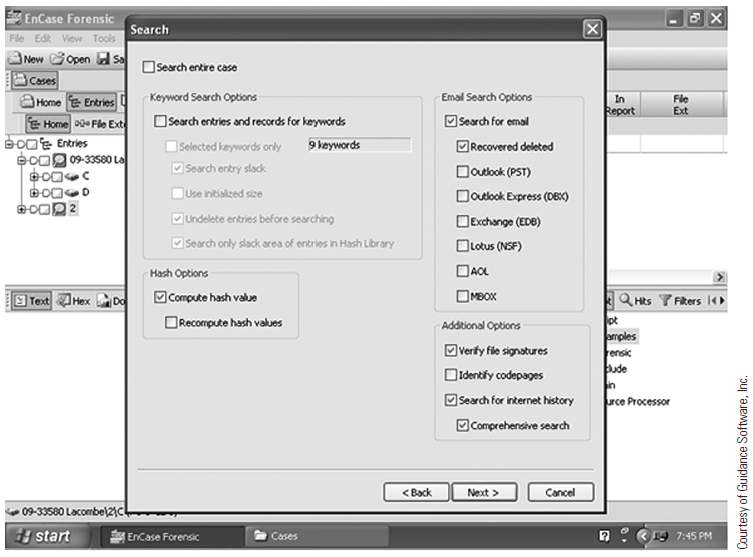 EnCase Forensic
File Edit View Tools
New Open Sa
Cases
Home Entries
Home File Ext
Entries
09-33580 La
C
D
2
In Report
File Ext
Search
Search entire case
Keyword Search Options
Search entries and records for keywords
Selected keywords only
9 keywords
Search entry slack
Use initialized size
Undelete entries before searching
Search only slack area of entries in Hash Library
Hash Options
Compute hash value
Recompute hash values
Email Search Options
Search for email
Recovered deleted
Outlook (PST)
Outlook Express (DBX)
Exchange (EDB)
Lotus (NSF)
AOL
MBOX
Additional Options
Verify file signatures
Identify codepages
Search for internet history
Comprehensive search
< Back Next > Cancel
Text Hex Do
Hits Filters
ipt
amples
rensic
clude
in
urce Processor
09-33580 Lacombe\2\C
start EnCase Forensic Cases 7:45 PM
Courtesy of Guidance Software, Inc.